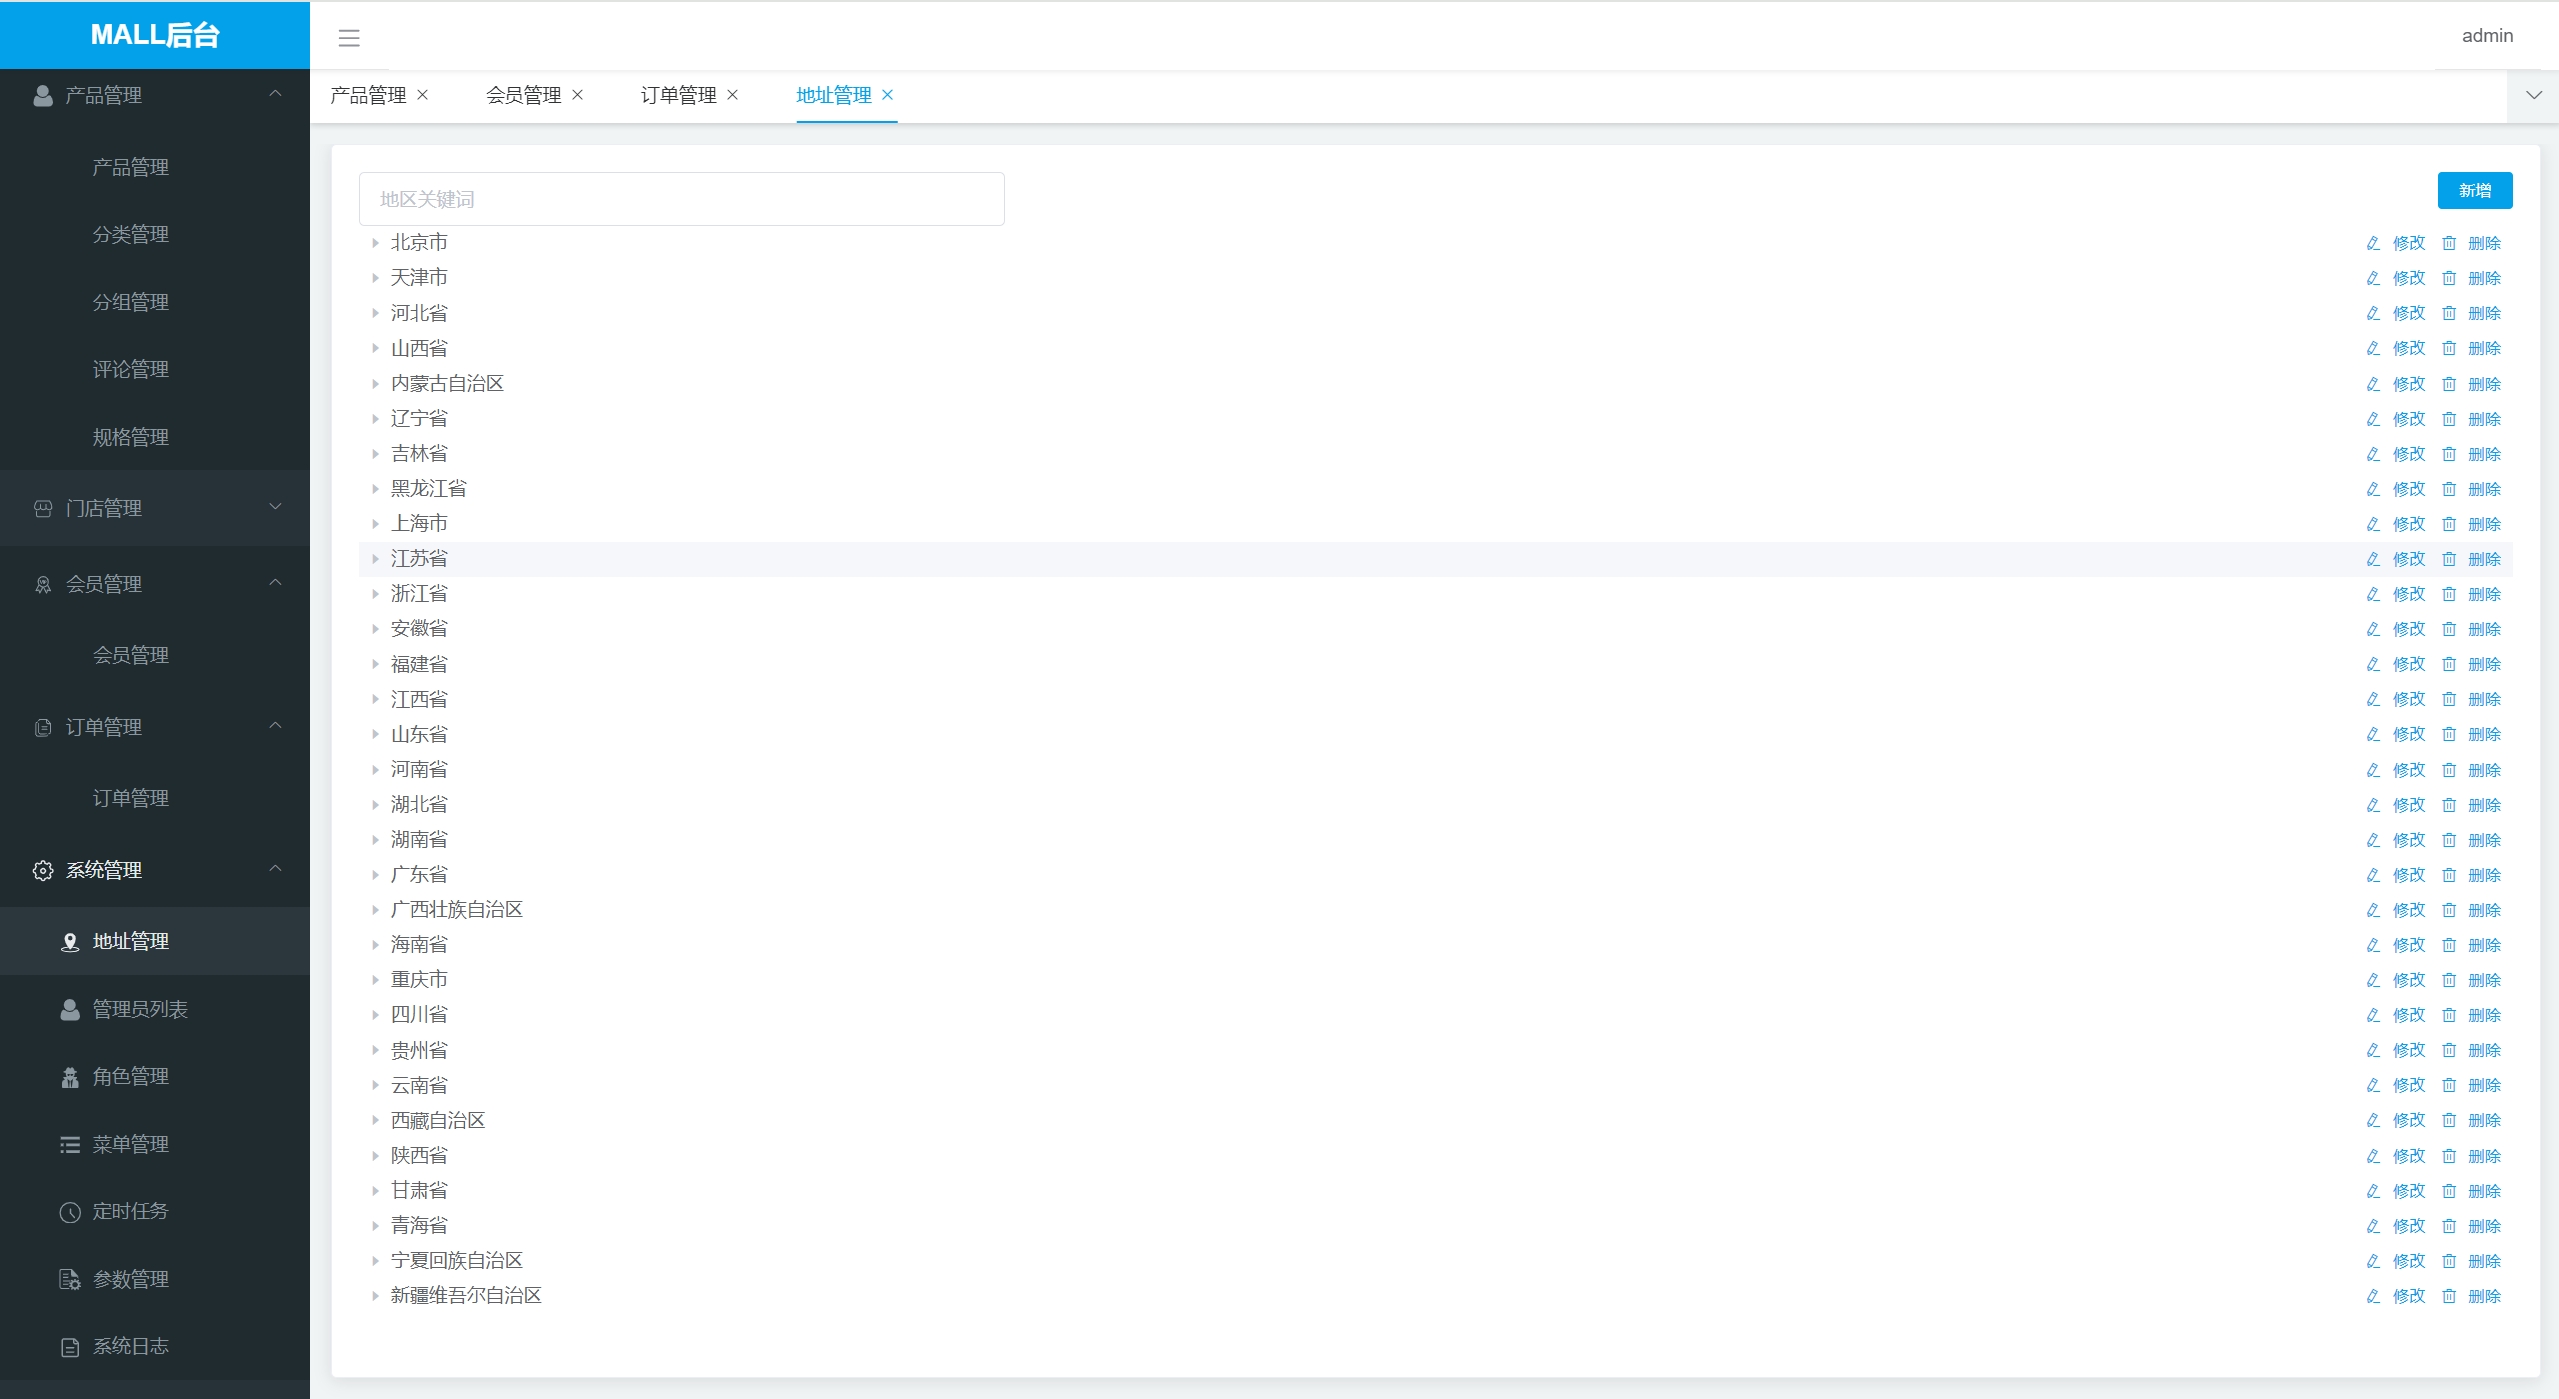 MALL后台
admin
产品管理
产品管理
分类管理
分组管理
评论管理
规格管理
门店管理
会员管理
会员管理
订单管理
订单管理
系统管理
地址管理
管理员列表
角色管理
菜单管理
定时任务
参数管理
系统日志
产品管理 会员管理 订单管理 地址管理
地区关键词 新增
北京市 修改 删除
天津市 修改 删除
河北省 修改 删除
山西省 修改 删除
内蒙古自治区 修改 删除
辽宁省 修改 删除
吉林省 修改 删除
黑龙江省 修改 删除
上海市 修改 删除
江苏省 修改 删除
浙江省 修改 删除
安徽省 修改 删除
福建省 修改 删除
江西省 修改 删除
山东省 修改 删除
河南省 修改 删除
湖北省 修改 删除
湖南省 修改 删除
广东省 修改 删除
广西壮族自治区 修改 删除
海南省 修改 删除
重庆市 修改 删除
四川省 修改 删除
贵州省 修改 删除
云南省 修改 删除
西藏自治区 修改 删除
陕西省 修改 删除
甘肃省 修改 删除
青海省 修改 删除
宁夏回族自治区 修改 删除
新疆维吾尔自治区 修改 删除